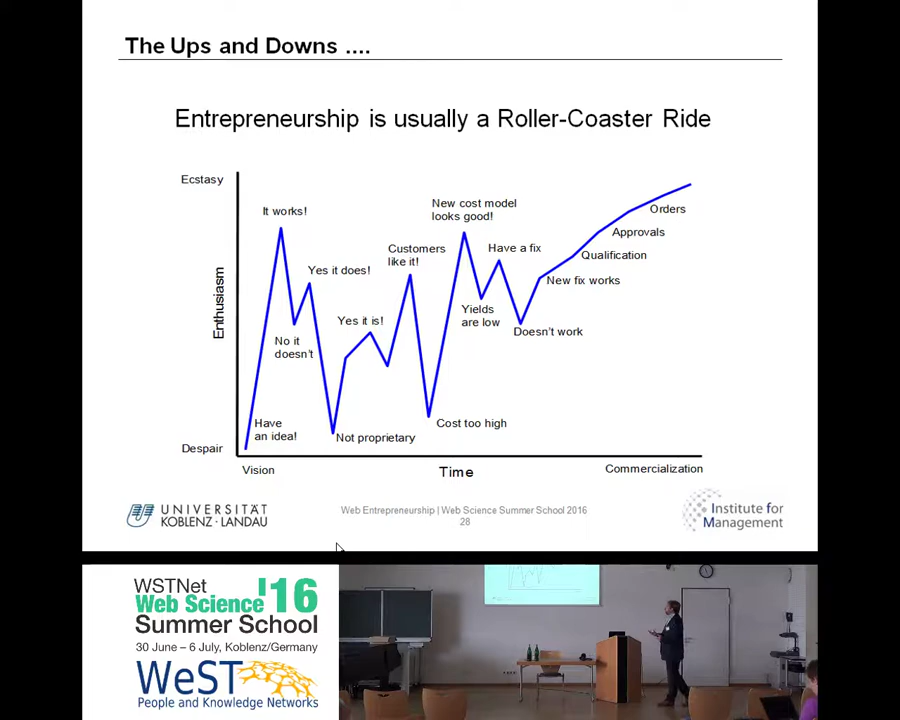 The Ups and Downs ....
Entrepreneurship is usually a Roller-Coaster Ride
Ecstasy
Enthusiasm
Despair
Have
an idea!
It works!
No it
doesn't
Yes it does!
Not proprietary
Yes it is!
Customers
like it!
Cost too high
New cost model
looks good!
Yields
are low
Have a fix
Doesn't work
New fix works
Qualification
Approvals
Orders
Vision
Time
Commercialization
UNIVERSITÄT
KOBLENZ · LANDAU
Web Entrepreneurship | Web Science Summer School 2016
28
Institute for
Management
WSTNet
Web Science '16
Summer School
30 June – 6 July, Koblenz/Germany
WeST
People and Knowledge Networks